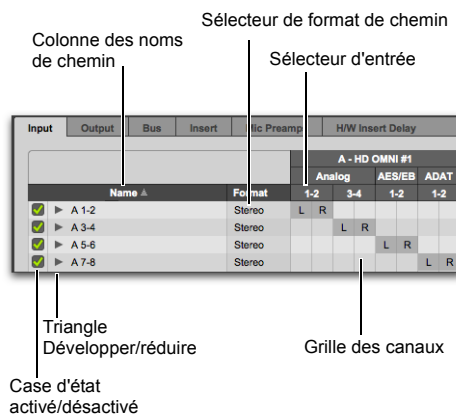 Sélecteur de format de chemin
Colonne des noms
de chemin
Sélecteur d'entrée
Input Output Bus Insert Mic Preamps H/W Insert Delay
A - HD OMNI #1
Analog AES/EB ADAT
Name Format 1-2 3-4 1-2 1-2
A 1-2 Stereo L R
A 3-4 Stereo L R
A 5-6 Stereo L R
A 7-8 Stereo L R
Triangle
Développer/réduire
Grille des canaux
Case d'état
activé/désactivé